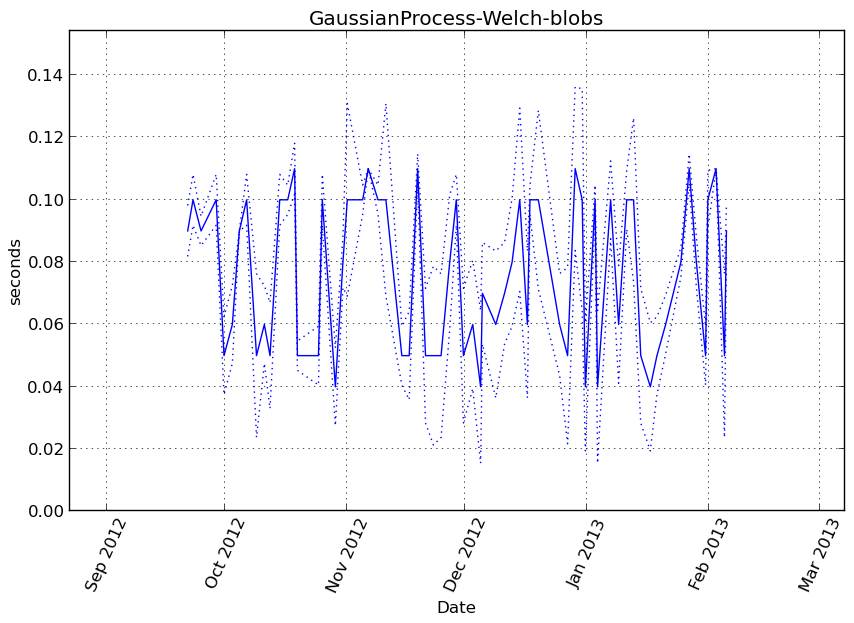 GaussianProcess-Welch-blobs
0.14
0.12
0.10
0.08
0.06
0.04
0.02
0.00
seconds
Sep 2012
Oct 2012
Nov 2012
Dec 2012
Jan 2013
Feb 2013
Mar 2013
Date